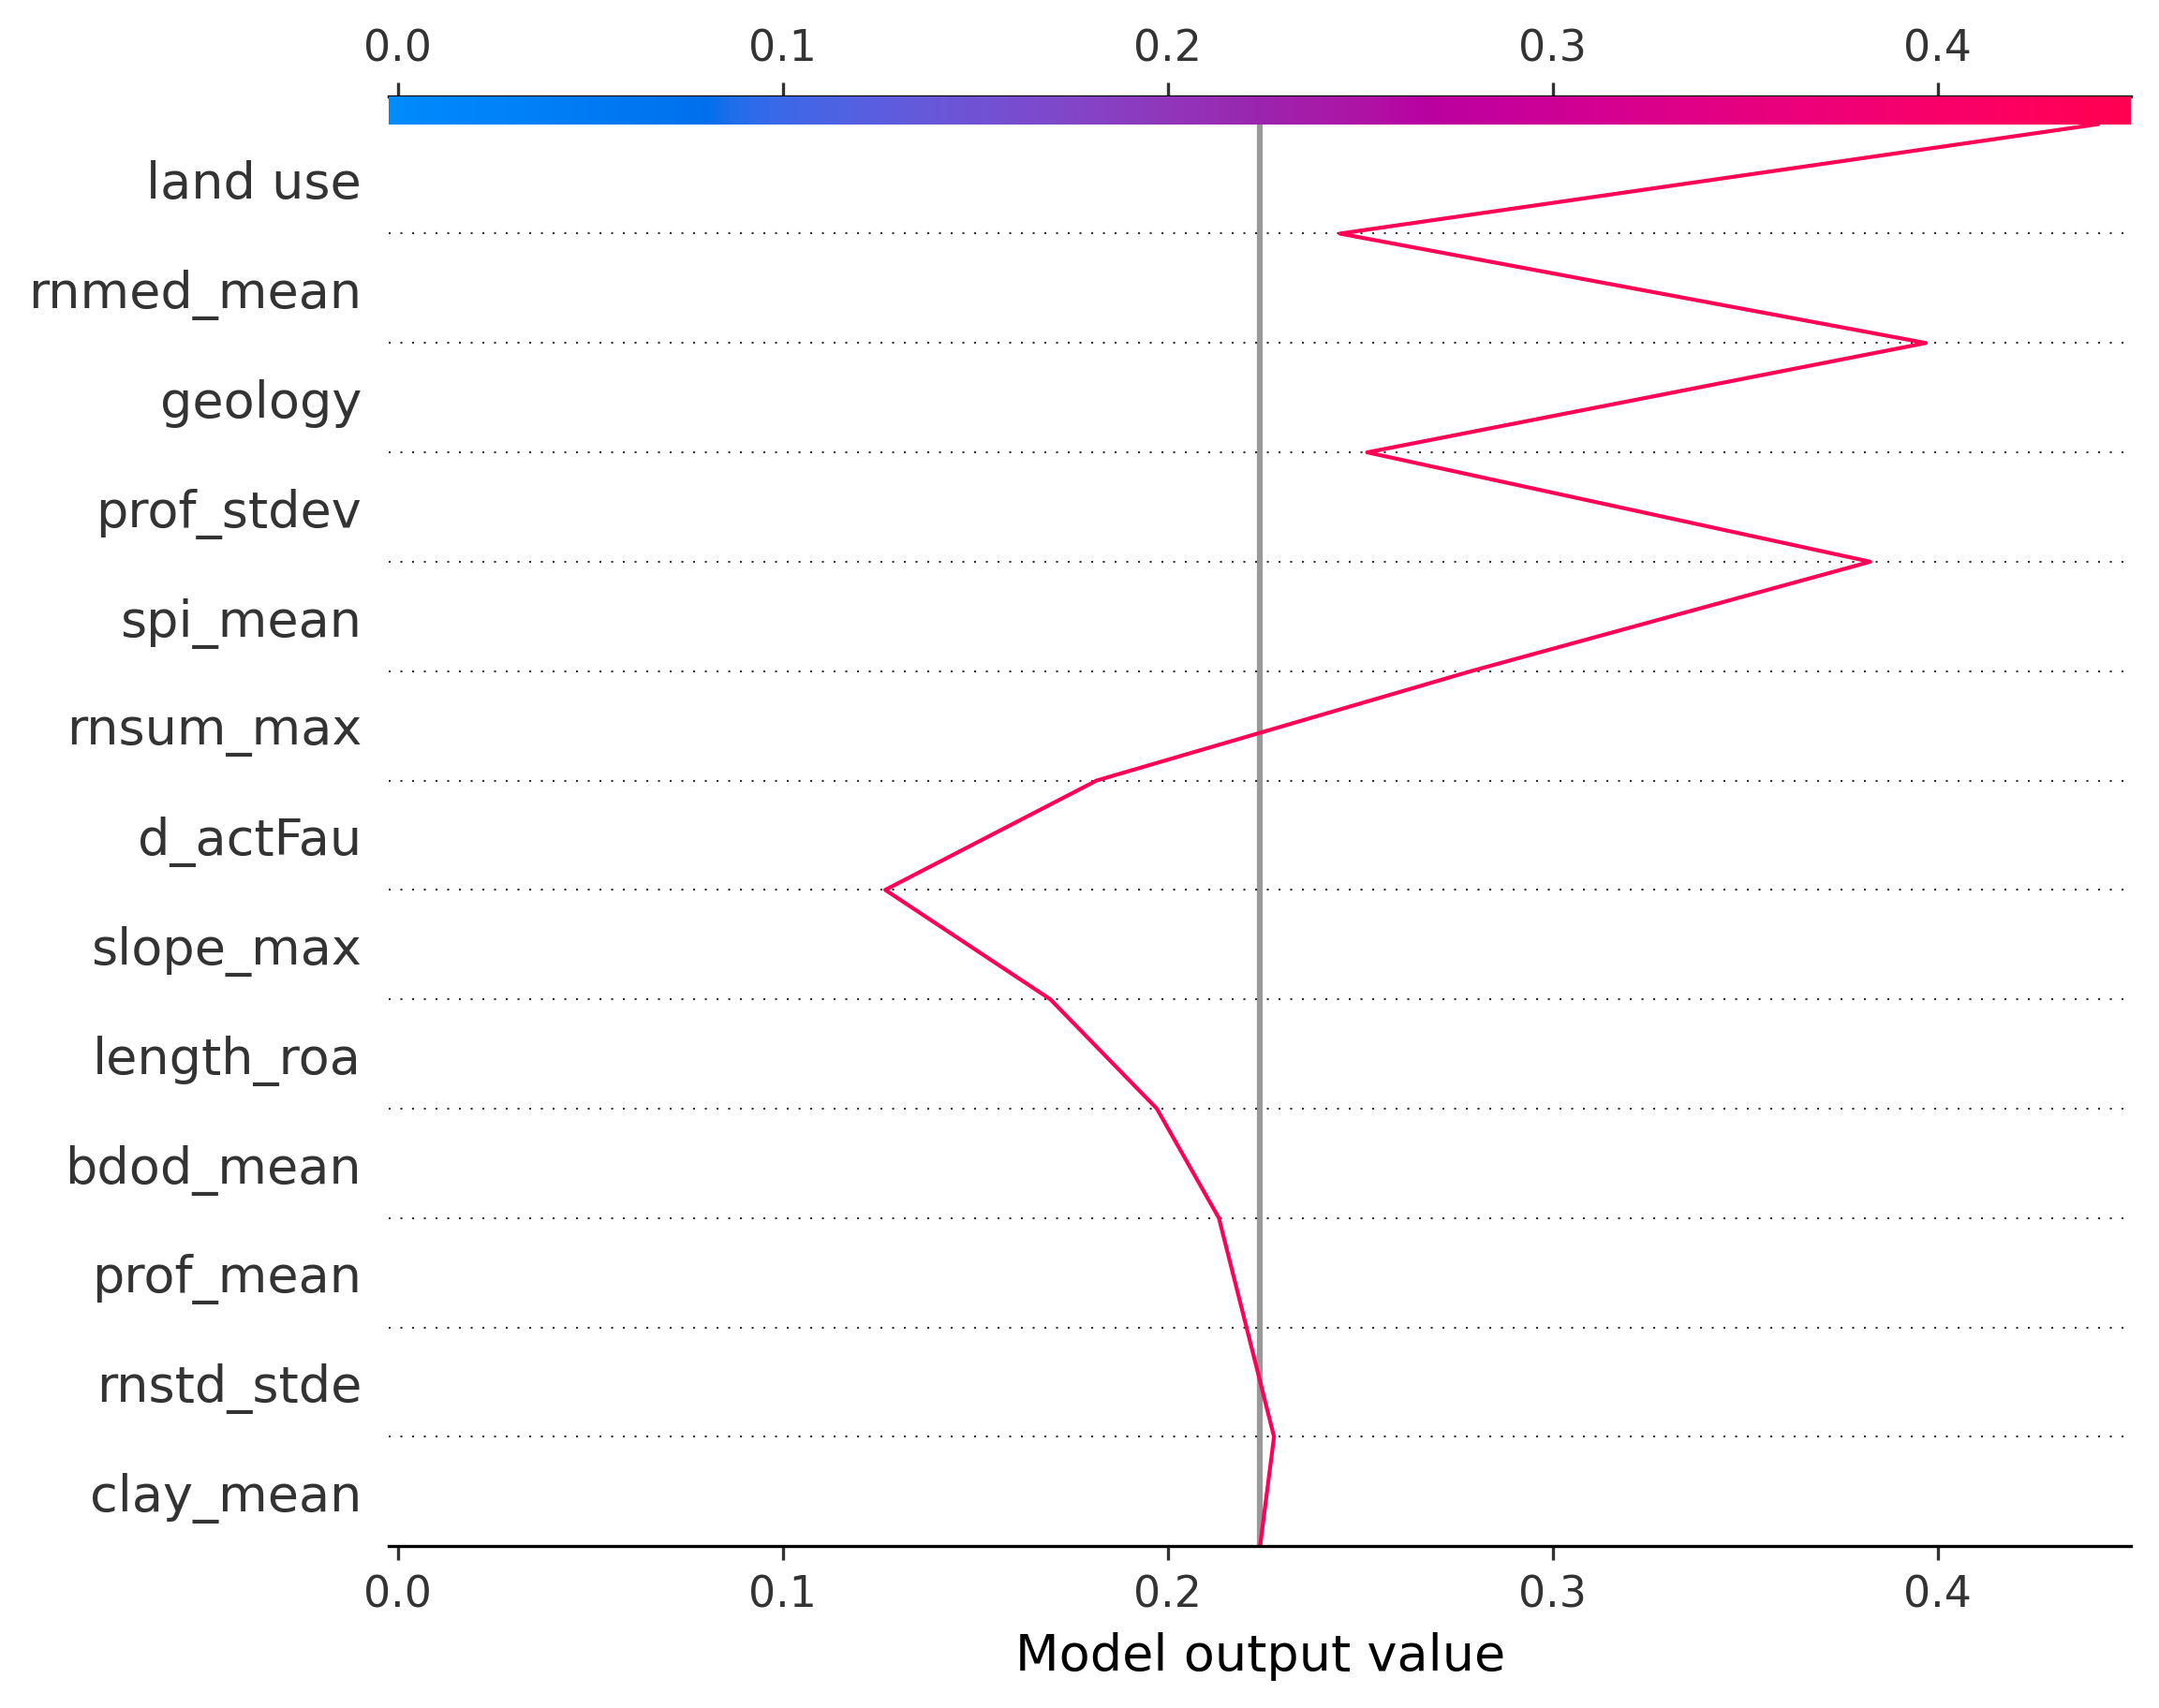 0.0 0.1 0.2 0.3 0.4
land use
rnmed_mean
geology
prof_stdev
spi_mean
rnsum_max
d_actFau
slope_max
length_roa
bdod_mean
prof_mean
rnstd_stde
clay_mean
0.0 0.1 0.2 0.3 0.4
Model output value